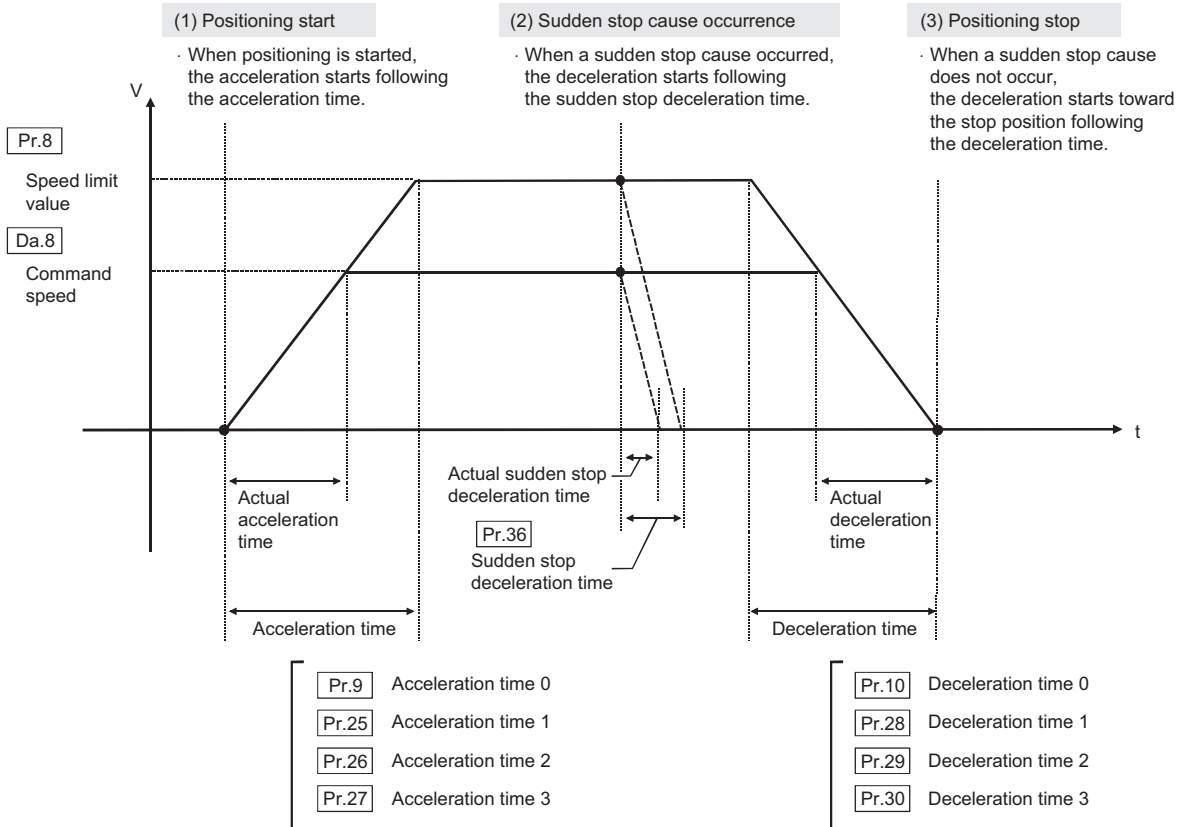 (1) Positioning start
· When positioning is started,
the acceleration starts following
the acceleration time.
(2) Sudden stop cause occurrence
· When a sudden stop cause occurred,
the deceleration starts following
the sudden stop deceleration time.
(3) Positioning stop
· When a sudden stop cause
does not occur,
the deceleration starts toward
the stop position following
the deceleration time.
V
Pr.8
Speed limit
value
Da.8
Command
speed
t
Actual
acceleration
time
Actual sudden stop
deceleration time
Pr.36
Sudden stop
deceleration time
Actual
deceleration
time
Acceleration time
Deceleration time
Pr.9 Acceleration time 0
Pr.25 Acceleration time 1
Pr.26 Acceleration time 2
Pr.27 Acceleration time 3
Pr.10 Deceleration time 0
Pr.28 Deceleration time 1
Pr.29 Deceleration time 2
Pr.30 Deceleration time 3